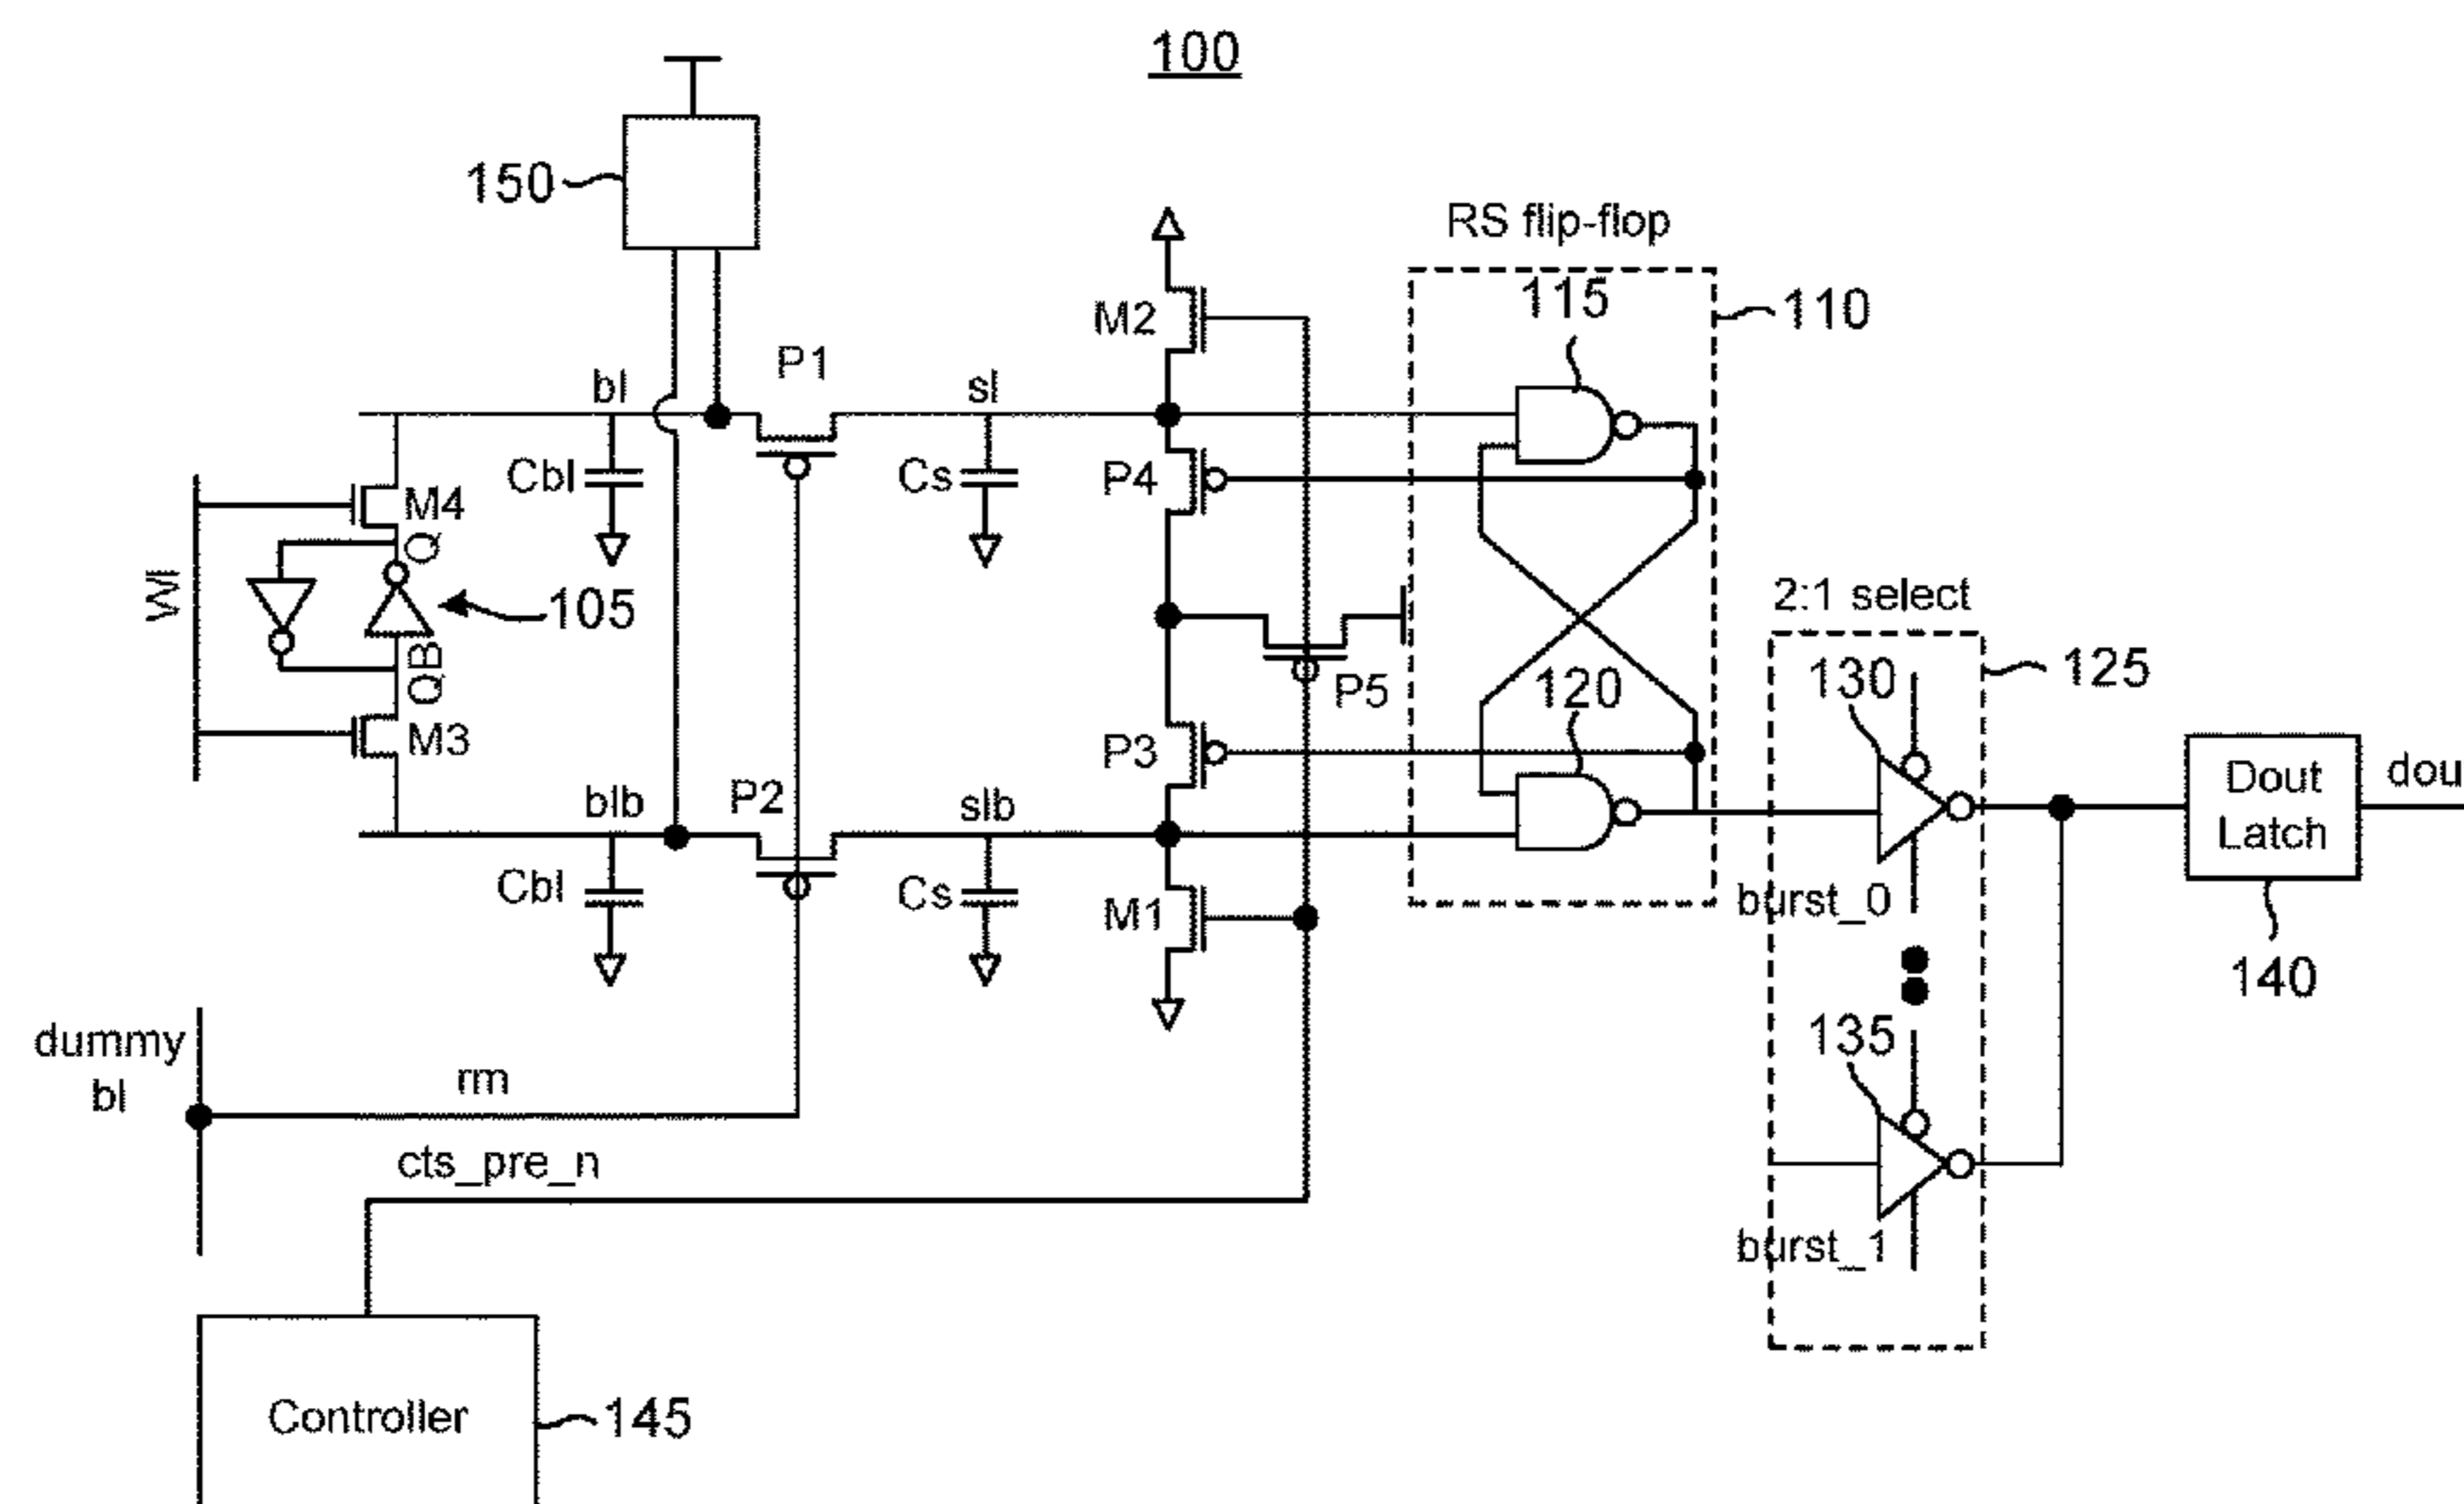 100
150
RS flip-flop
115
110
M2
P1
bl
sl
Cbl
Cs
P4
M4
Q
Wl
105
2:1 select
QB
P5
120
130
125
M3
P3
blb
P2
slb
Dout
Latch
dou
Cbl
Cs
M1
burst_0
140
dummy
bl
rm
135
cts_pre_n
burst_1
Controller
145